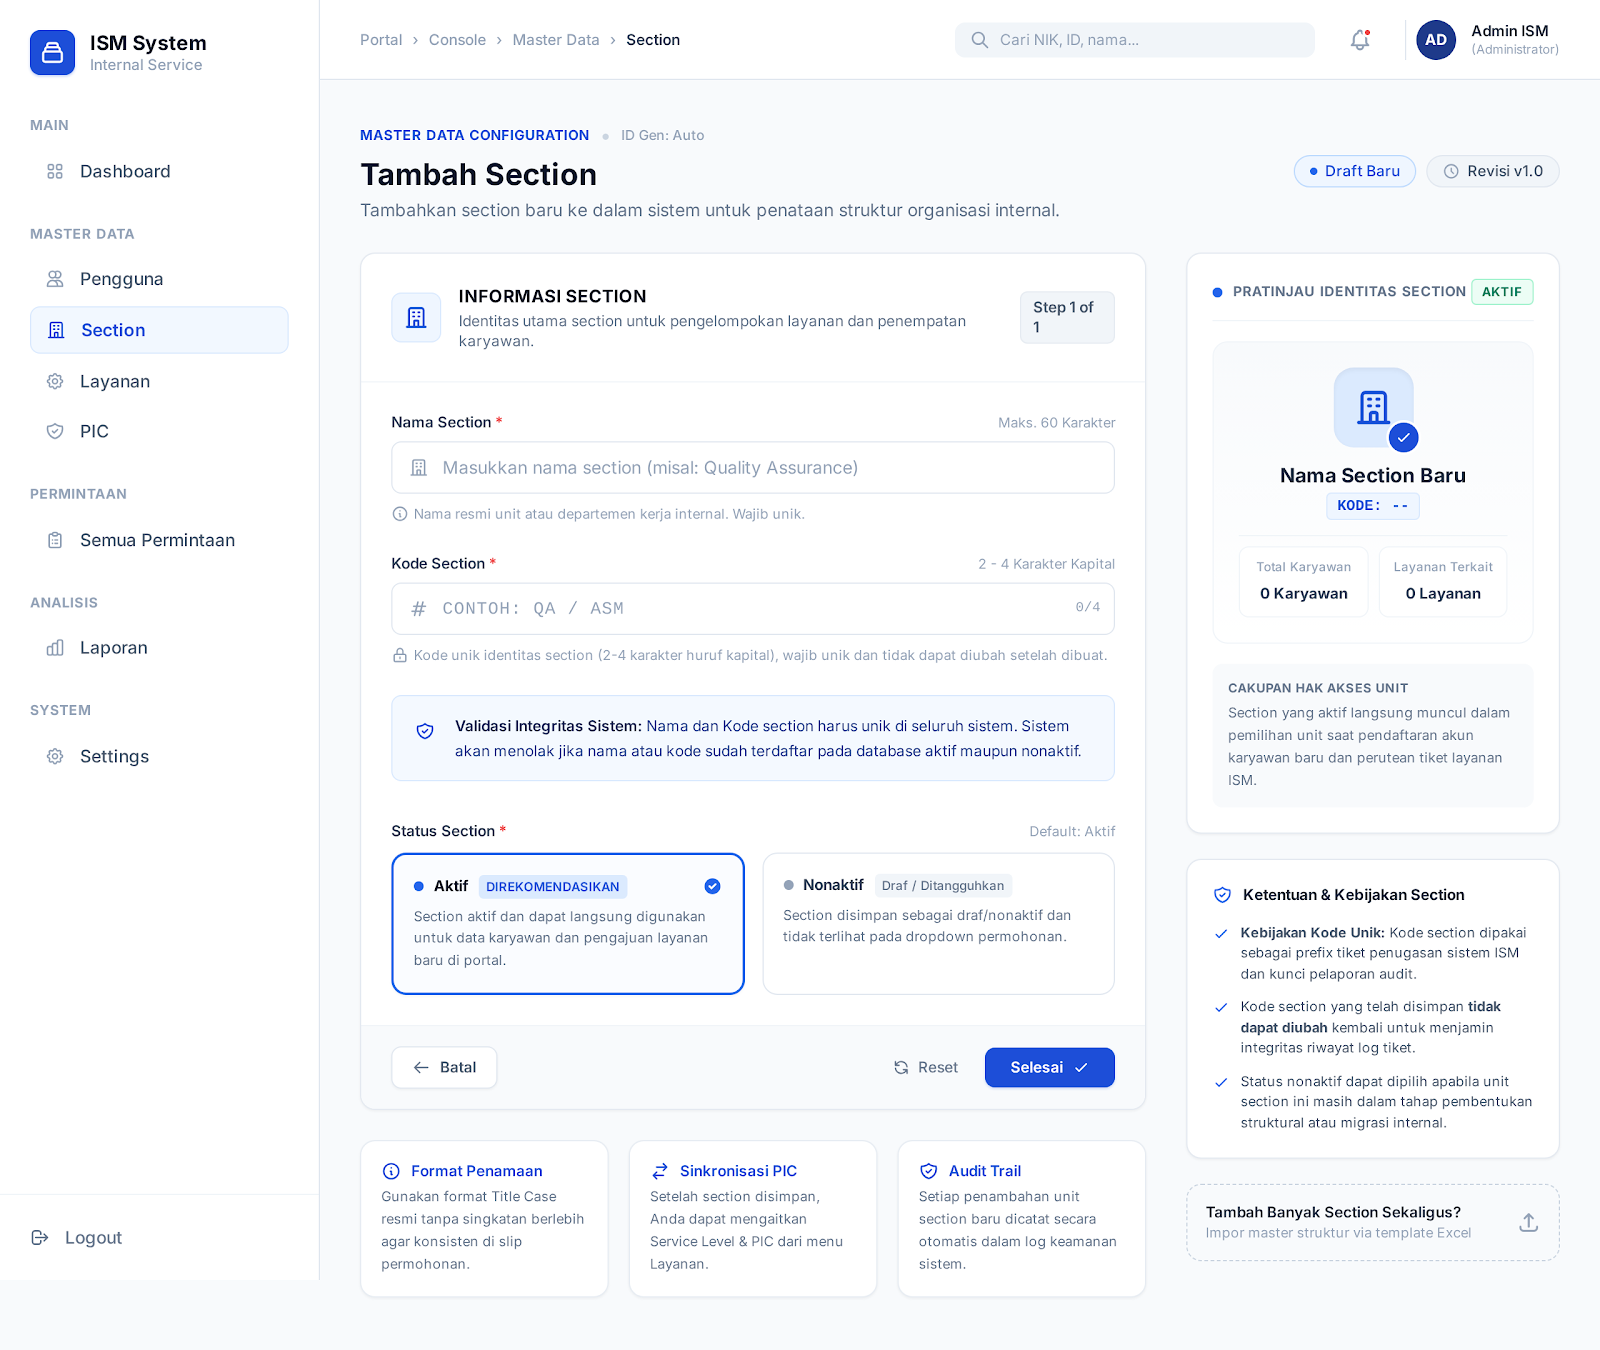 ISM System
Internal Service
MAIN
Dashboard
MASTER DATA
Pengguna
Section
Layanan
PIC
PERMINTAAN
Semua Permintaan
ANALISIS
Laporan
SYSTEM
Settings
Logout
Portal › Console › Master Data › Section
Cari NIK, ID, nama...
AD
Admin ISM
(Administrator)
MASTER DATA CONFIGURATION • ID Gen: Auto
Tambah Section
Tambahkan section baru ke dalam sistem untuk penataan struktur organisasi internal.
Draft Baru
Revisi v1.0
INFORMASI SECTION
Identitas utama section untuk pengelompokan layanan dan penempatan
karyawan.
Step 1 of
1
Nama Section *
Maks. 60 Karakter
Masukkan nama section (misal: Quality Assurance)
Nama resmi unit atau departemen kerja internal. Wajib unik.
Kode Section *
2 - 4 Karakter Kapital
# CONTOH: QA / ASM
0/4
Kode unik identitas section (2-4 karakter huruf kapital), wajib unik dan tidak dapat diubah setelah dibuat.
Validasi Integritas Sistem: Nama dan Kode section harus unik di seluruh sistem. Sistem
akan menolak jika nama atau kode sudah terdaftar pada database aktif maupun nonaktif.
Status Section *
Default: Aktif
Aktif DIREKOMENDASIKAN
Section aktif dan dapat langsung digunakan
untuk data karyawan dan pengajuan layanan
baru di portal.
Nonaktif Draf / Ditangguhkan
Section disimpan sebagai draf/nonaktif dan
tidak terlihat pada dropdown permohonan.
Batal
Reset
Selesai
Format Penamaan
Gunakan format Title Case
resmi tanpa singkatan berlebih
agar konsisten di slip
permohonan.
Sinkronisasi PIC
Setelah section disimpan,
Anda dapat mengaitkan
Service Level & PIC dari menu
Layanan.
Audit Trail
Setiap penambahan unit
section baru dicatat secara
otomatis dalam log keamanan
sistem.
PRATINJAU IDENTITAS SECTION
AKTIF
Nama Section Baru
KODE: --
Total Karyawan
0 Karyawan
Layanan Terkait
0 Layanan
CAKUPAN HAK AKSES UNIT
Section yang aktif langsung muncul dalam
pemilihan unit saat pendaftaran akun
karyawan baru dan perutean tiket layanan
ISM.
Ketentuan & Kebijakan Section
Kebijakan Kode Unik: Kode section dipakai
sebagai prefix tiket penugasan sistem ISM
dan kunci pelaporan audit.
Kode section yang telah disimpan tidak
dapat diubah kembali untuk menjamin
integritas riwayat log tiket.
Status nonaktif dapat dipilih apabila unit
section ini masih dalam tahap pembentukan
struktural atau migrasi internal.
Tambah Banyak Section Sekaligus?
Impor master struktur via template Excel